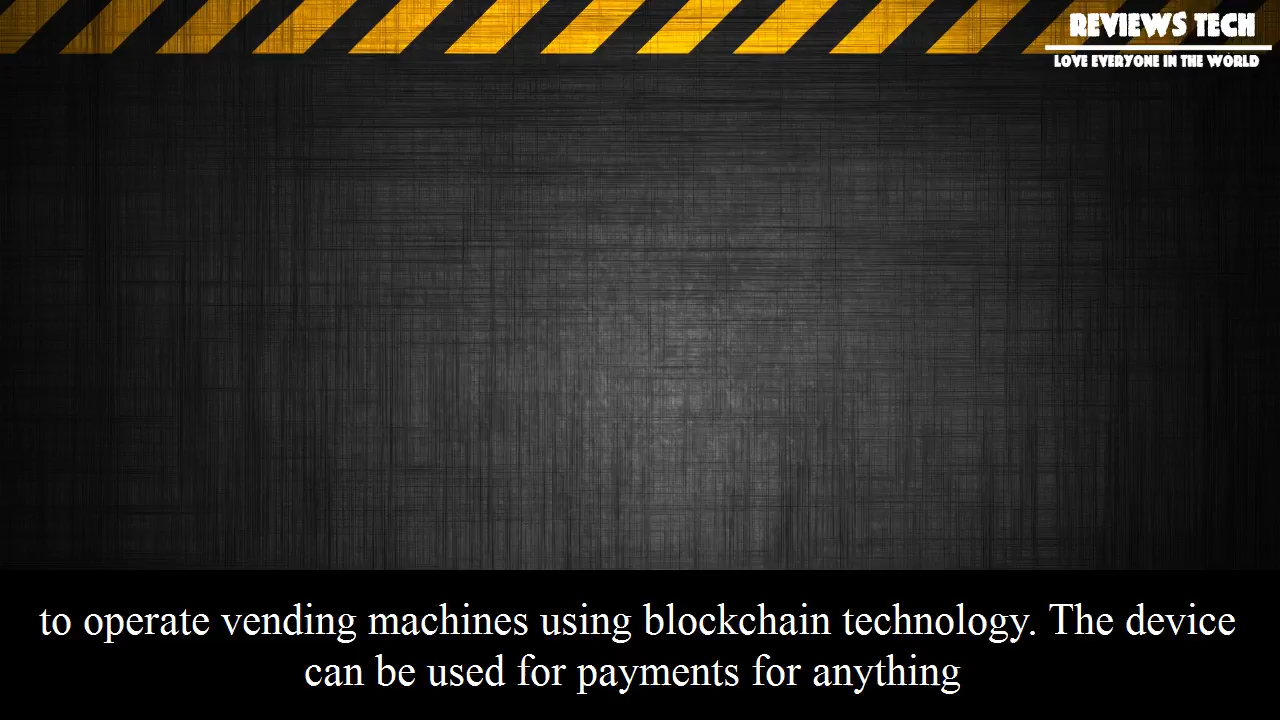 REVIEWS TECH
LOVE EVERYONE IN THE WORLD
to operate vending machines using blockchain technology. The device
can be used for payments for anything